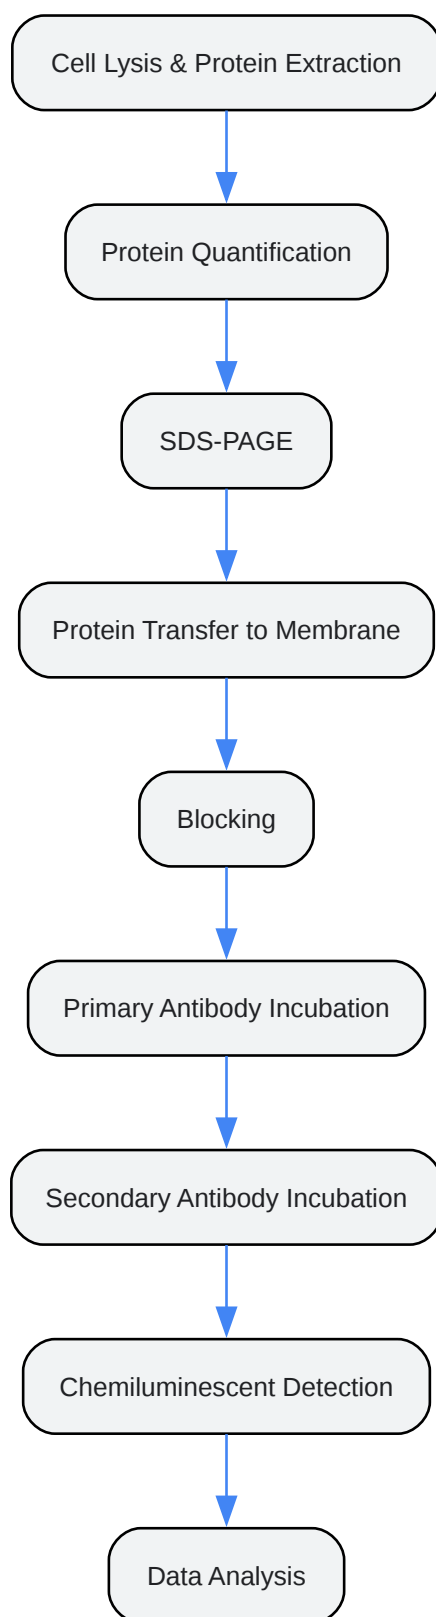 Cell Lysis & Protein Extraction
Protein Quantification
SDS-PAGE
Protein Transfer to Membrane
Blocking
Primary Antibody Incubation
Secondary Antibody Incubation
Chemiluminescent Detection
Data Analysis